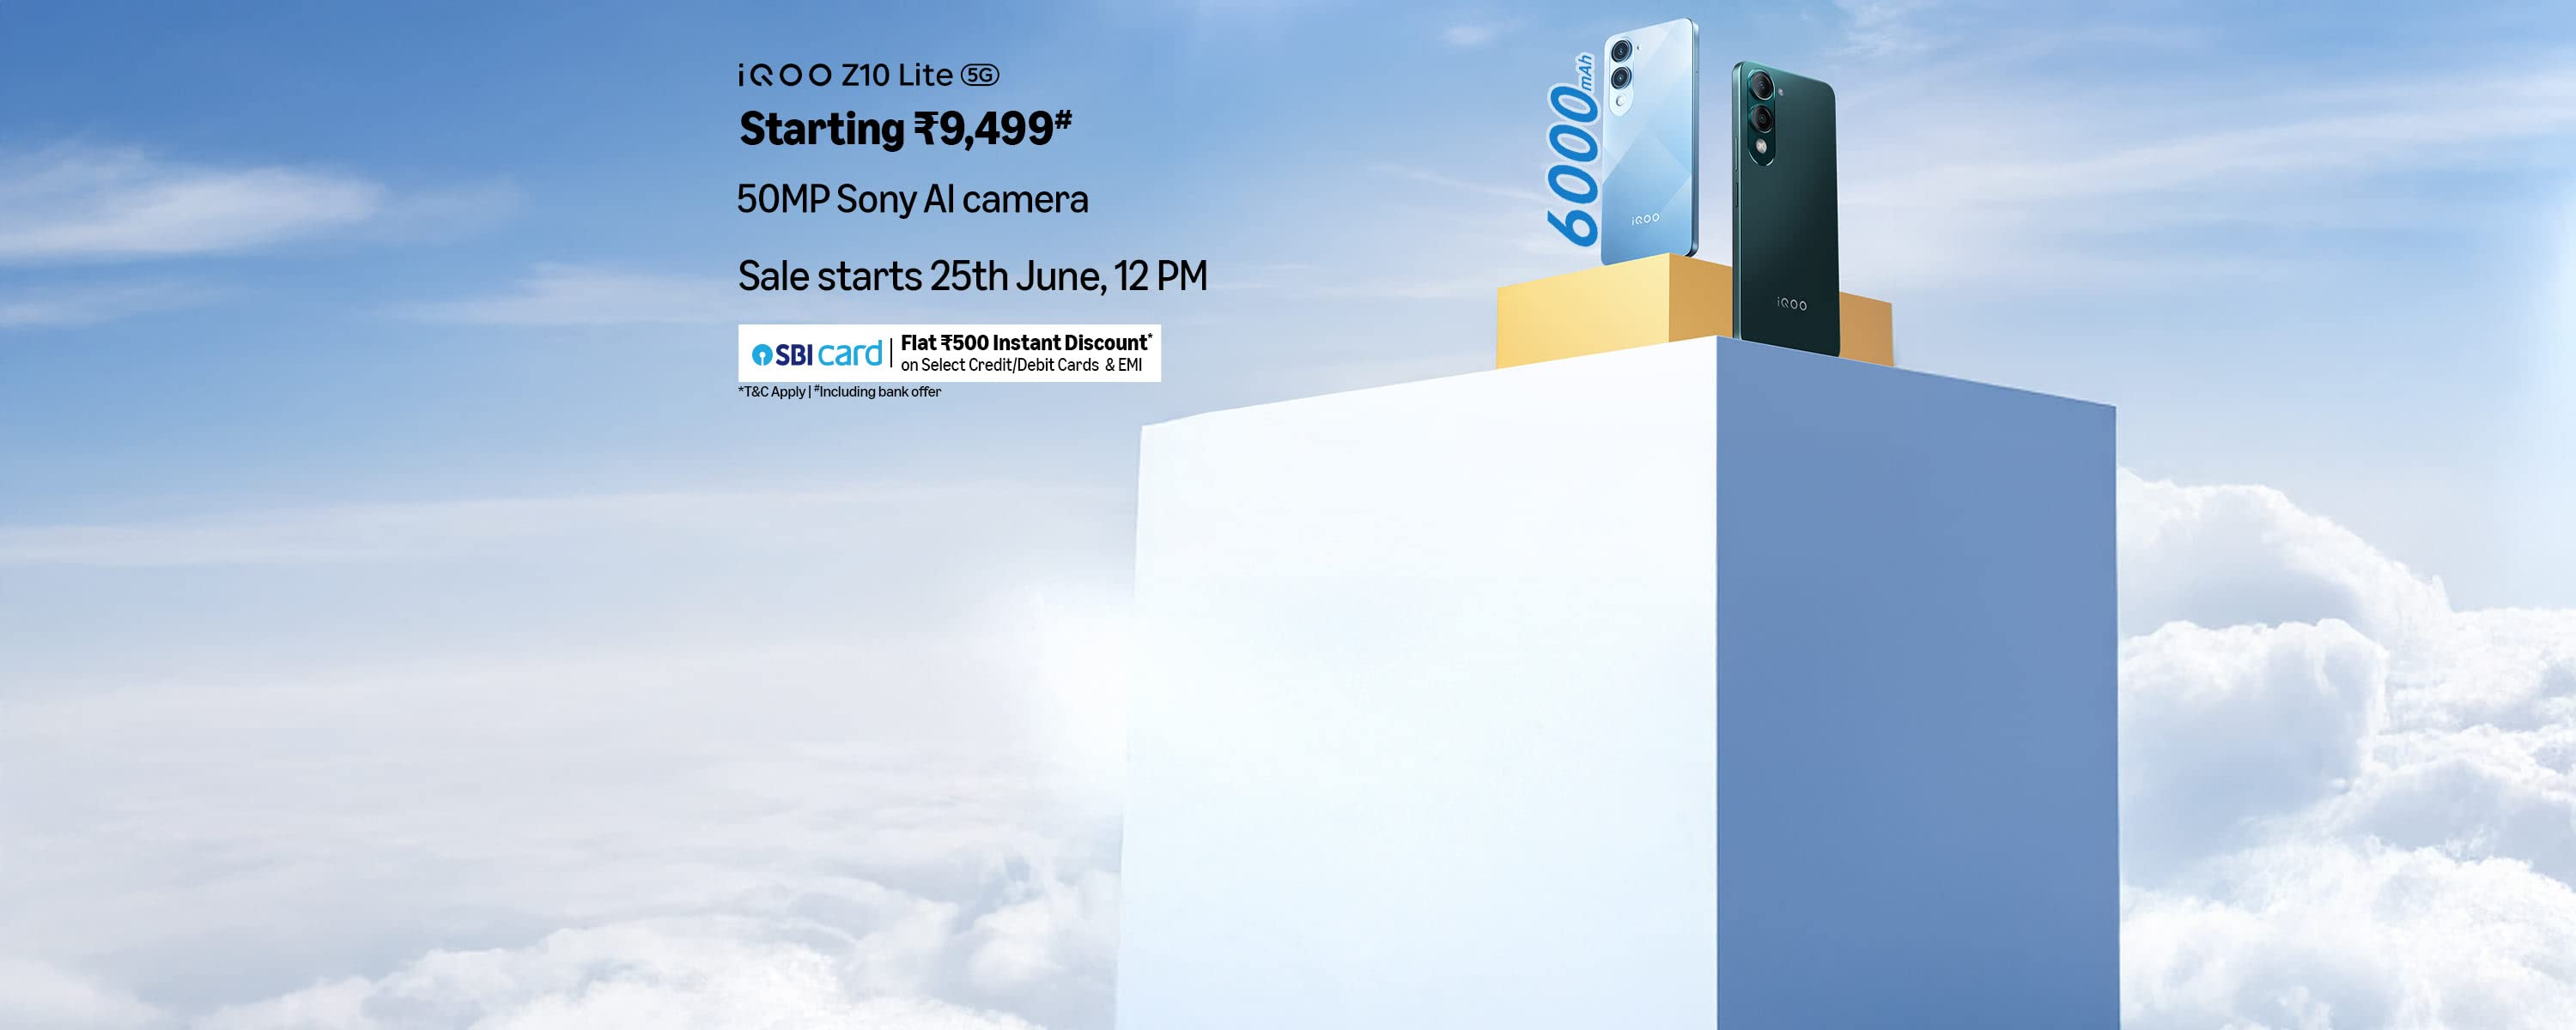 iQOO Z10 Lite 5G
Starting ₹9,499#
50MP Sony AI camera
Sale starts 25th June, 12 PM
SBI card | Flat ₹500 Instant Discount*
on Select Credit/Debit Cards & EMI
*T&C Apply | #Including bank offer
6000mAh
iQOO
iQOO